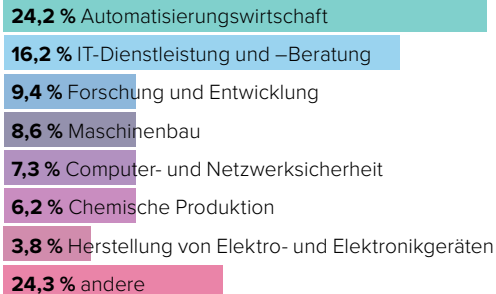 24,2 % Automatisierungswirtschaft
16,2 % IT-Dienstleistung und –Beratung
9,4 % Forschung und Entwicklung
8,6 % Maschinenbau
7,3 % Computer- und Netzwerksicherheit
6,2 % Chemische Produktion
3,8 % Herstellung von Elektro- und Elektronikgeräten
24,3 % andere